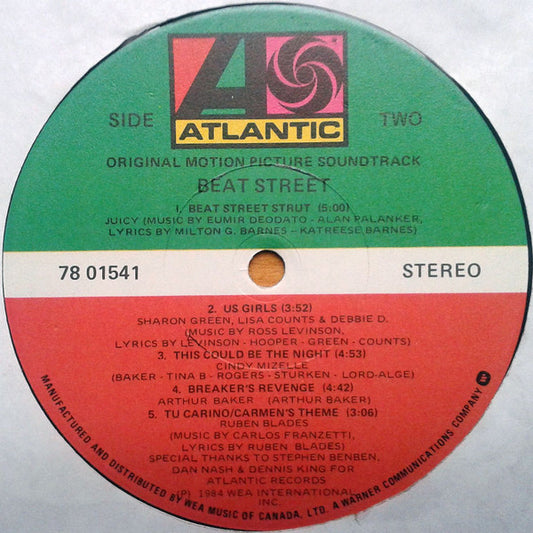 SIDE TWO
ATLANTIC
ORIGINAL MOTION PICTURE SOUNDTRACK
BEAT STREET
1. BEAT STREET STRUT (5:00)
JUICY (MUSIC BY EUMIR DEODATO - ALAN PALANKER,
LYRICS BY MILTON G. BARNES - KATREESE BARNES)
78 01541 STEREO
2. US GIRLS (3:52)
SHARON GREEN, LISA COUNTS & DEBBIE D.
(MUSIC BY ROSS LEVINSON,
LYRICS BY LEVINSON - HOOPER - GREEN - COUNTS)
3. THIS COULD BE THE NIGHT (4:53)
CINDY MIZELLE
(BAKER - TINA B - ROGERS - STURKEN - LORD-ALGE)
4. BREAKER'S REVENGE (4:42)
ARTHUR BAKER (ARTHUR BAKER)
5. TU CARINO/CARMEN'S THEME (3:06)
RUBEN BLADES
(MUSIC BY CARLOS FRANZETTI,
LYRICS BY RUBEN BLADES)
SPECIAL THANKS TO STEPHEN BENBEN,
DAN NASH & DENNIS KING FOR
ATLANTIC RECORDS
(P) 1984 WEA INTERNATIONAL
INC.
MANUFACTURED AND DISTRIBUTED BY WEA MUSIC OF CANADA, LTD. A WARNER COMMUNICATIONS COMPANY